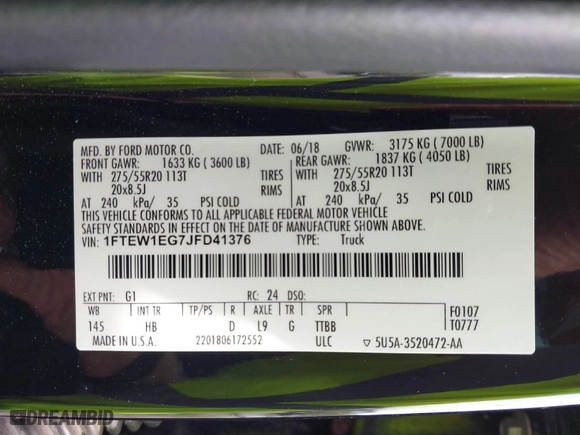 MFD. BY FORD MOTOR CO. 06/18 GVWR: 3175 KG ( 7000 LB)
FRONT GAWR: 1633 KG ( 3600 LB) REAR GAWR: 1837 KG ( 4050 LB)
WITH 275/55R20 113T TIRES WITH 275/55R20 113T TIRES
20x8.5J RIMS 20x8.5J RIMS
AT 240 kPa/ 35 PSI COLD AT 240 kPa/ 35 PSI COLD
THIS VEHICLE CONFORMS TO ALL APPLICABLE FEDERAL MOTOR VEHICLE
SAFETY STANDARDS IN EFFECT ON THE DATE OF MANUFACTURE SHOWN ABOVE.
VIN: 1FTEW1EG7JFD41376 TYPE: Truck
EXT PNT: G1 RC: 24 DSO:
WB INT TR TP/PS R AXLE TR SPR F0107
145 HB D L9 G TTBB T0777
MADE IN U.S.A. 2201806172552 ULC ▽ 5U5A-3520472-AA
DREAMBID